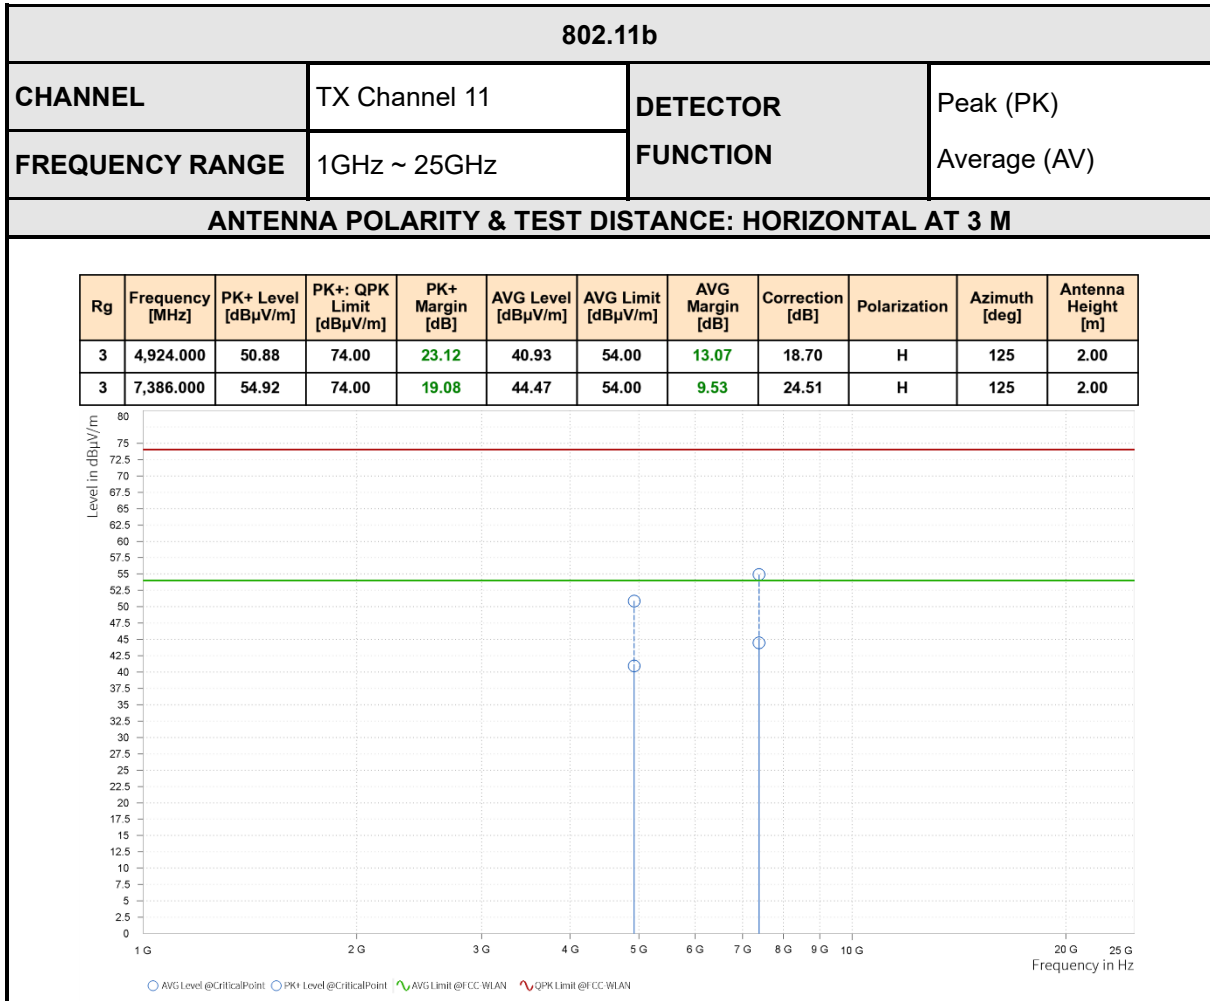 802.11b
CHANNEL TX Channel 11 DETECTOR FUNCTION Peak (PK) Average (AV)
FREQUENCY RANGE 1GHz ~ 25GHz
ANTENNA POLARITY & TEST DISTANCE: HORIZONTAL AT 3 M
Rg Frequency [MHz] PK+ Level [dBµV/m] PK+: QPK Limit [dBµV/m] PK+ Margin [dB] AVG Level [dBµV/m] AVG Limit [dBµV/m] AVG Margin [dB] Correction [dB] Polarization Azimuth [deg] Antenna Height [m]
3 4,924.000 50.88 74.00 23.12 40.93 54.00 13.07 18.70 H 125 2.00
3 7,386.000 54.92 74.00 19.08 44.47 54.00 9.53 24.51 H 125 2.00
Level in dBµV/m
80
75
72.5
70
67.5
65
62.5
60
57.5
55
52.5
50
47.5
45
42.5
40
37.5
35
32.5
30
27.5
25
22.5
20
17.5
15
12.5
10
7.5
5
2.5
0
1 G 2 G 3 G 4 G 5 G 6 G 7 G 8 G 9 G 10 G 20 G 25 G
Frequency in Hz
AVG Level @CriticalPoint PK+ Level @CriticalPoint AVG Limit @FCC-WLAN QPK Limit @FCC-WLAN